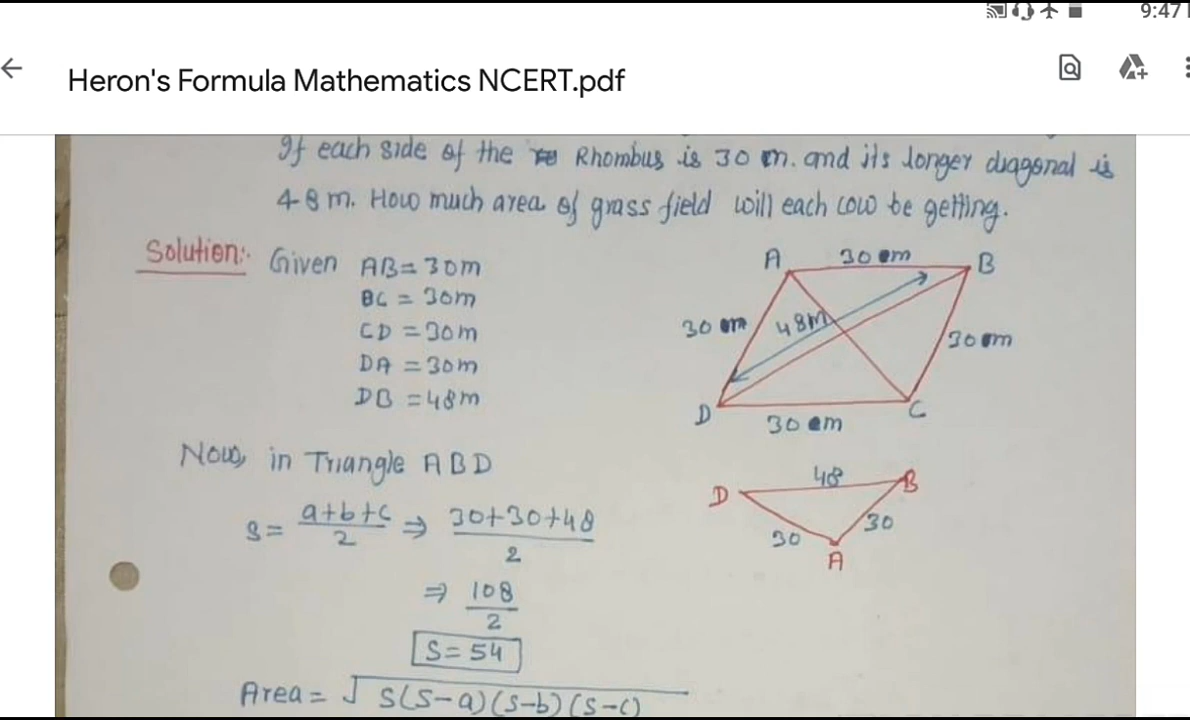 9:47
Heron's Formula Mathematics NCERT.pdf
If each side of the Rhombus is 30 m. and its longer diagonal is
48 m. How much area of grass field will each cow be getting.
Solution:- Given AB = 30m
BC = 30m
CD = 30m
DA = 30m
DB = 48m
A 30 m B
30 m 48M 30 m
D 30 m C
Now, in Triangle ABD
S = a+b+c/2 ⇒ 30+30+48/2
⇒ 108/2
S = 54
D 48 B
30 30
A
Area = √S(S-a)(S-b)(S-c)